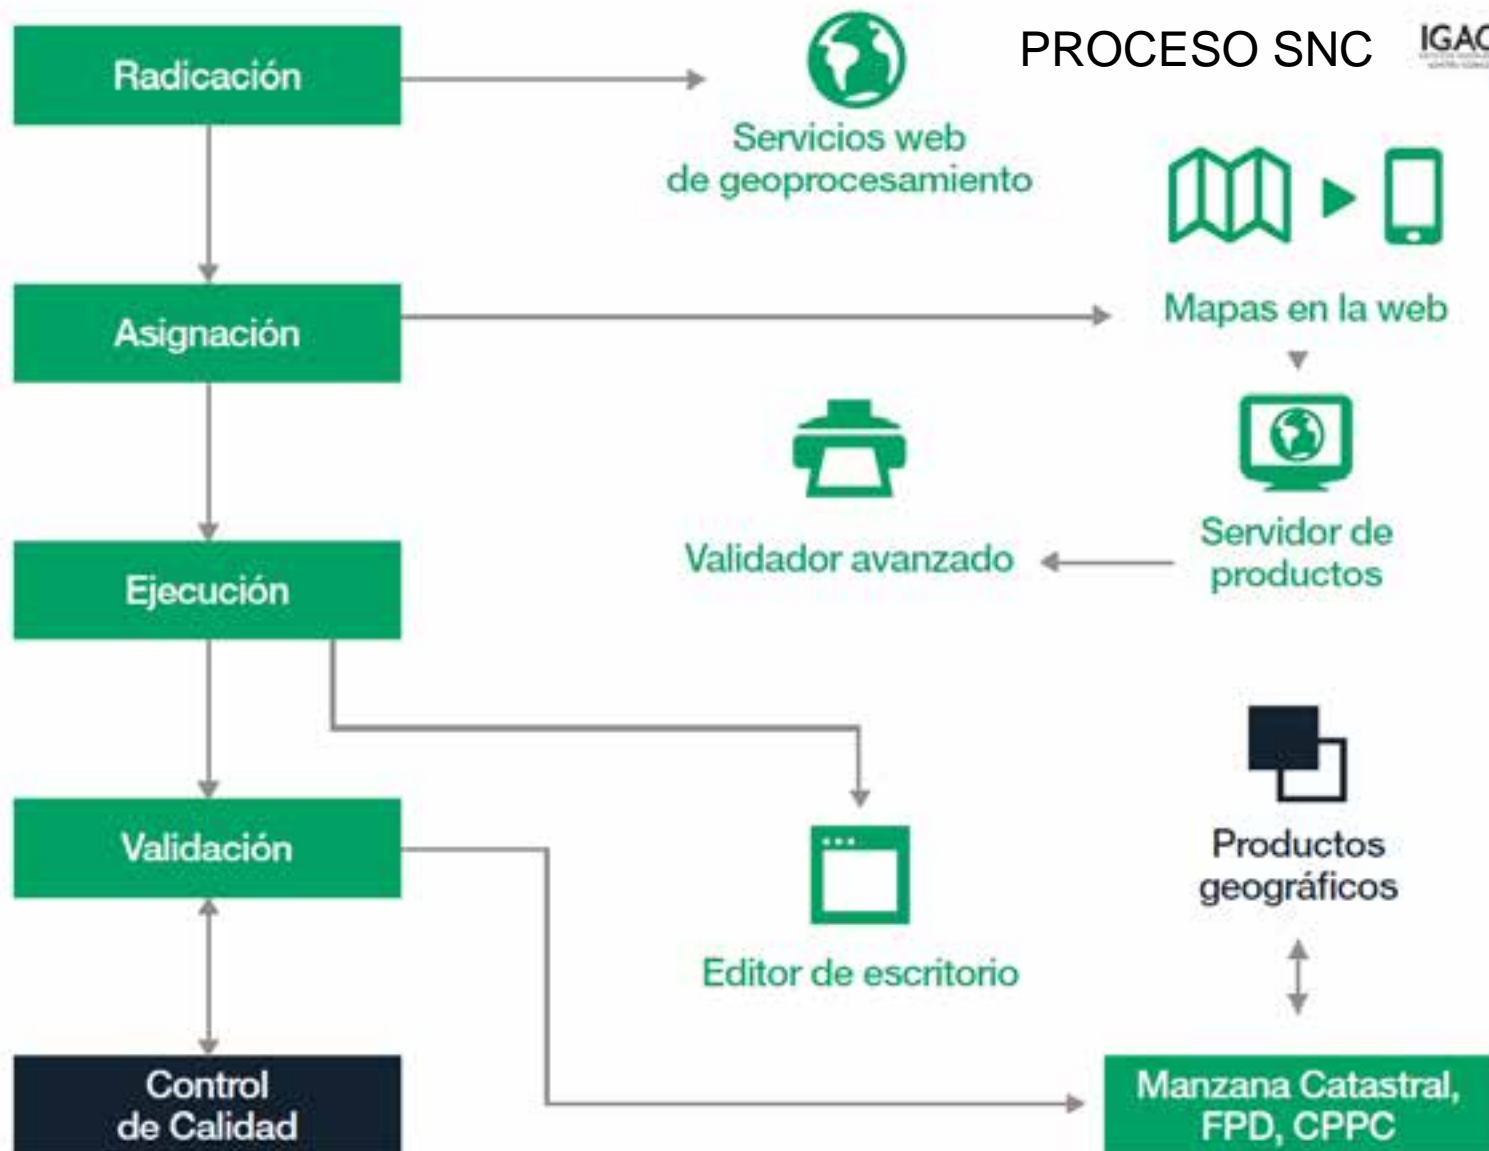 PROCESO SNC
IGAC
Radicación
Servicios web
de geoprocesamiento
Asignación
Mapas en la web
Ejecución
Validador avanzado
Servidor de
productos
Validación
Editor de escritorio
Productos
geográficos
Control
de Calidad
Manzana Catastral,
FPD, CPPC